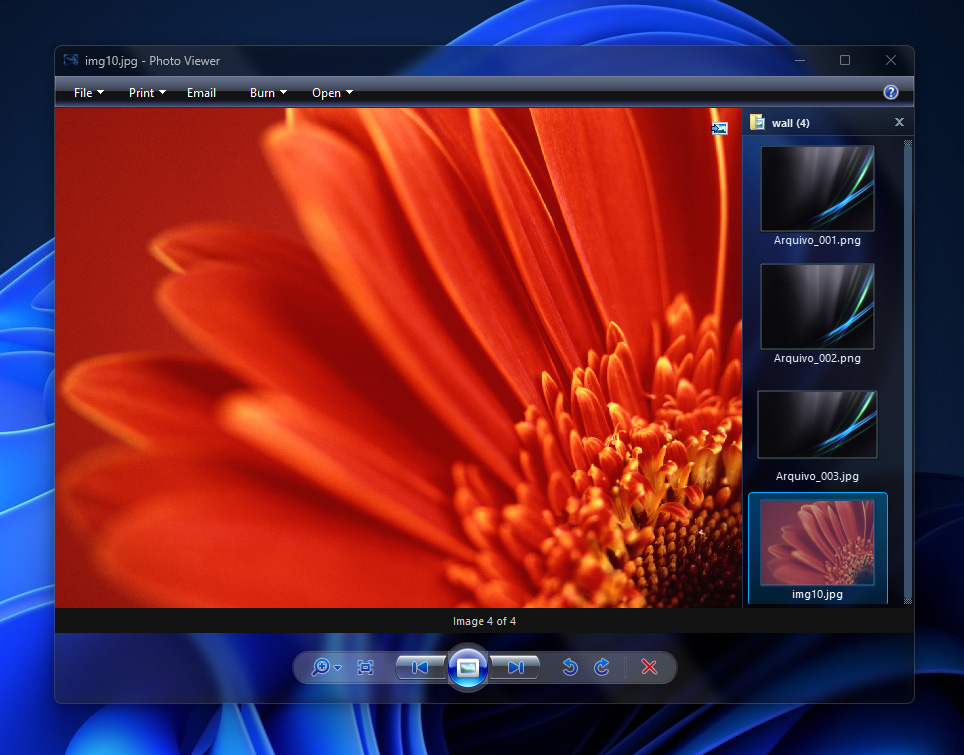 img10.jpg - Photo Viewer
File Print Email Burn Open
wall (4)
Arquivo_001.png
Arquivo_002.png
Arquivo_003.jpg
img10.jpg
Image 4 of 4